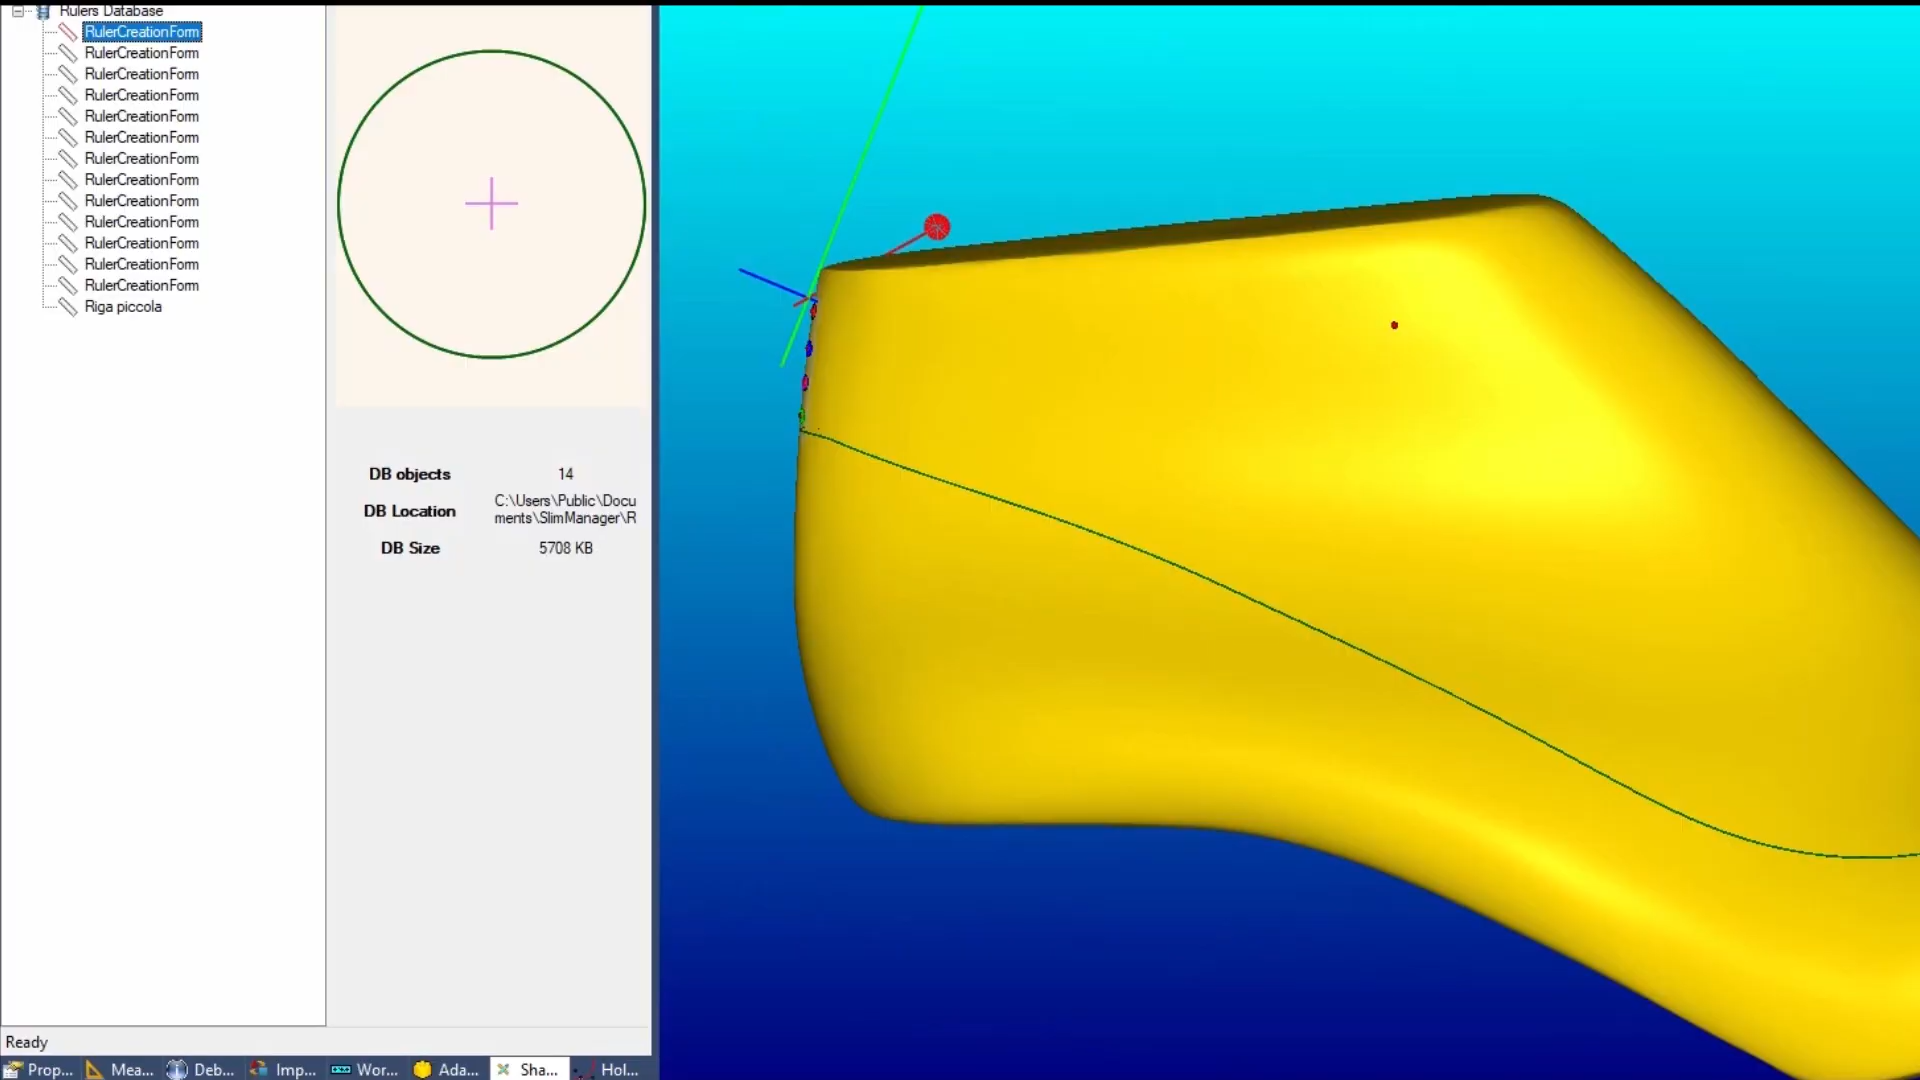 Rulers Database
RulerCreationForm
RulerCreationForm
RulerCreationForm
RulerCreationForm
RulerCreationForm
RulerCreationForm
RulerCreationForm
RulerCreationForm
RulerCreationForm
RulerCreationForm
RulerCreationForm
RulerCreationForm
RulerCreationForm
Riga piccola
DB objects 14
DB Location C:\Users\Public\Docu
ments\SlimManager\R
DB Size 5708 KB
Ready
Prop... Mea... Deb... Imp... Wor... Ada... Sha... Hol...